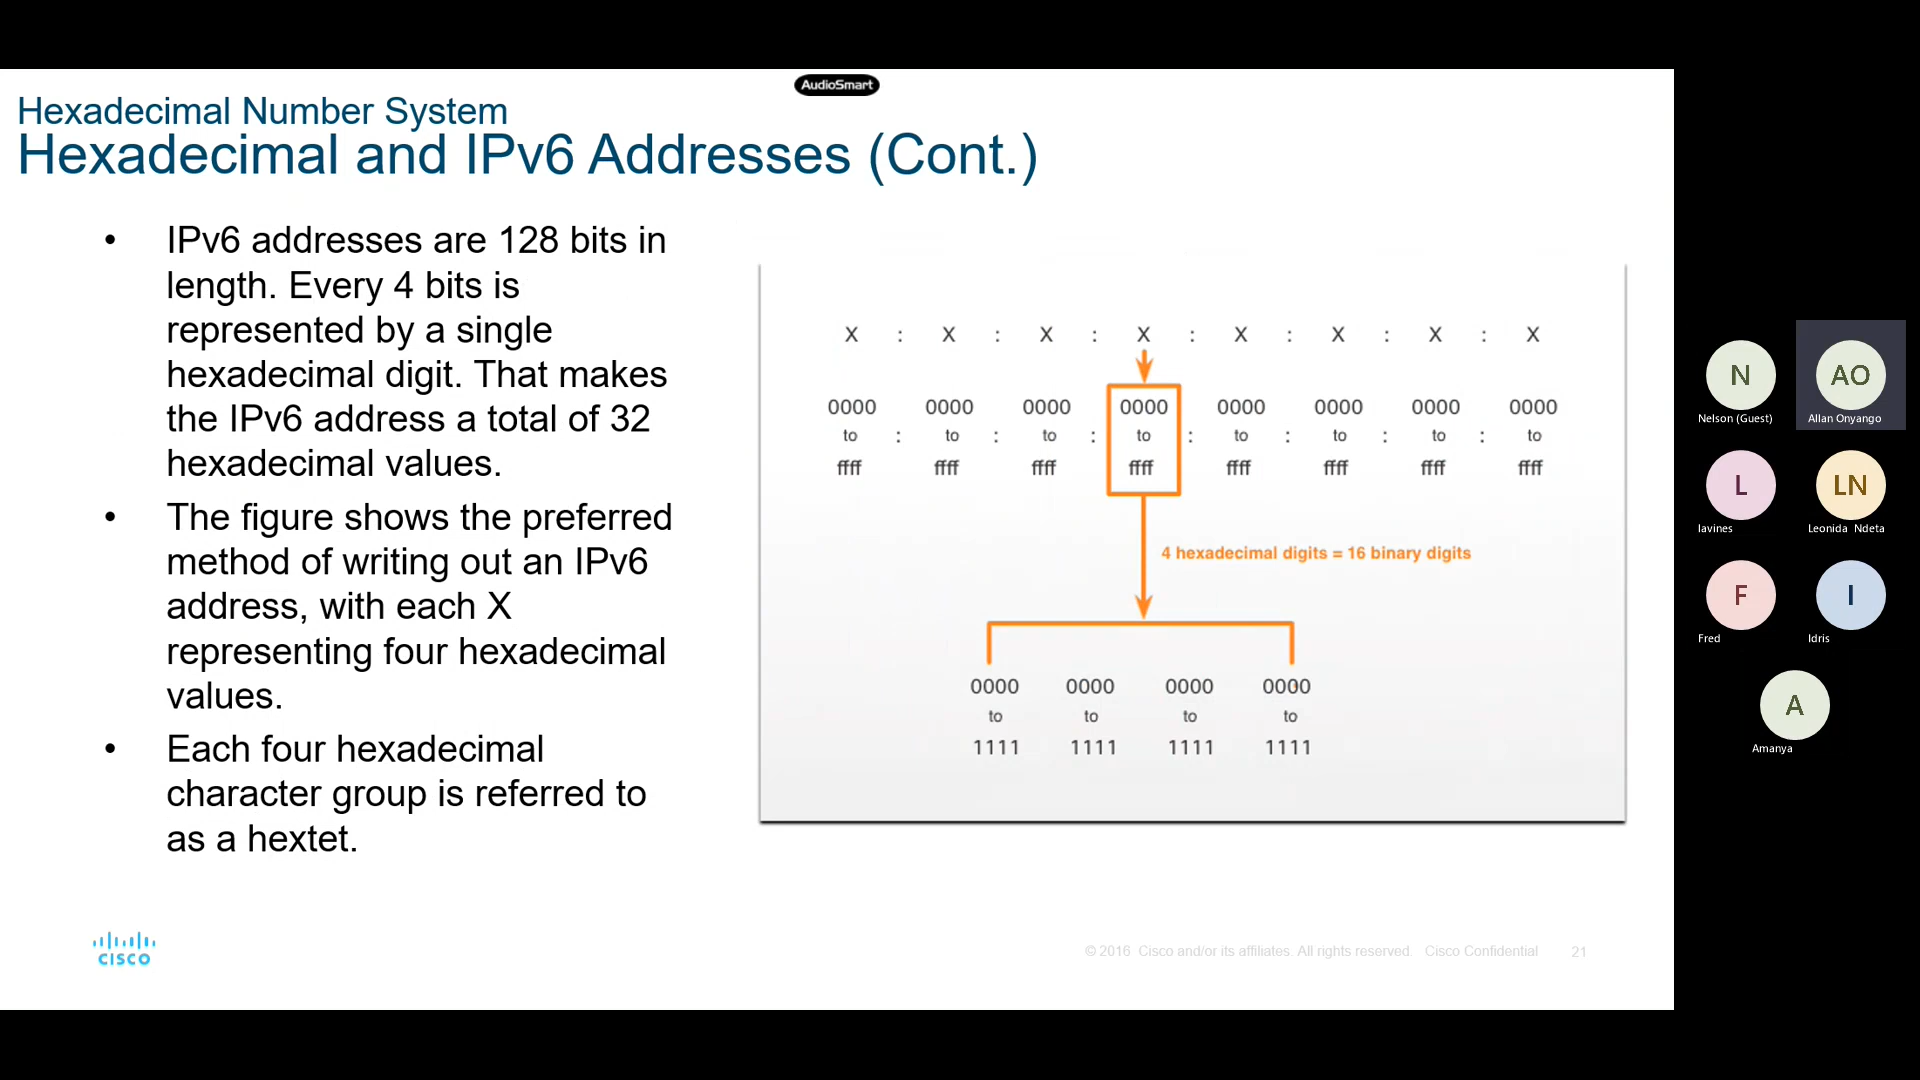 AudioSmart
Hexadecimal Number System
Hexadecimal and IPv6 Addresses (Cont.)
• IPv6 addresses are 128 bits in
length. Every 4 bits is
represented by a single
hexadecimal digit. That makes
the IPv6 address a total of 32
hexadecimal values.
• The figure shows the preferred
method of writing out an IPv6
address, with each X
representing four hexadecimal
values.
• Each four hexadecimal
character group is referred to
as a hextet.
X : X : X : X : X : X : X : X
0000 0000 0000 0000 0000 0000 0000 0000
to : to : to : to : to : to : to : to
ffff ffff ffff ffff ffff ffff ffff ffff
4 hexadecimal digits = 16 binary digits
0000 0000 0000 0000
to to to to
1111 1111 1111 1111
CISCO
© 2016 Cisco and/or its affiliates. All rights reserved. Cisco Confidential 21
N AO
Nelson (Guest) Allan Onyango
L LN
lavines Leonida Ndeta
F I
Fred Idris
A
Amanya